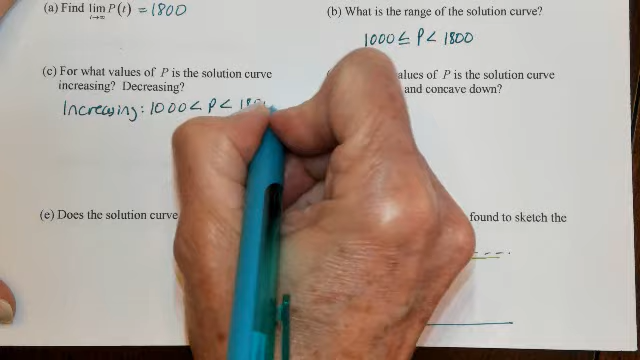 (a) Find lim P(t) = 1800
t→∞
(b) What is the range of the solution curve?
1000 ≤ P < 1800
(c) For what values of P is the solution curve
increasing? Decreasing?
Increasing: 1000 < P < 18
alues of P is the solution curve
and concave down?
(e) Does the solution curve
found to sketch the